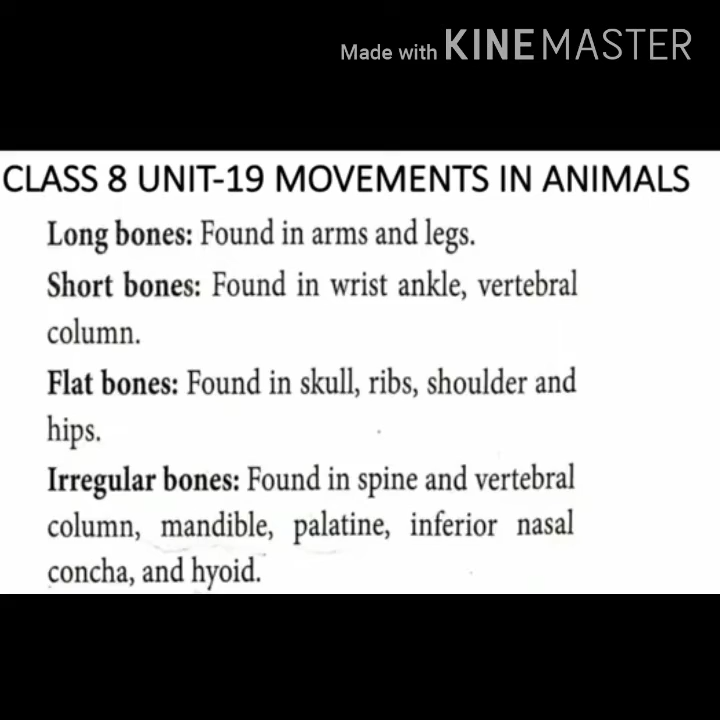 Made with KINEMASTER
CLASS 8 UNIT-19 MOVEMENTS IN ANIMALS
Long bones: Found in arms and legs.
Short bones: Found in wrist ankle, vertebral
column.
Flat bones: Found in skull, ribs, shoulder and
hips.
Irregular bones: Found in spine and vertebral
column, mandible, palatine, inferior nasal
concha, and hyoid.